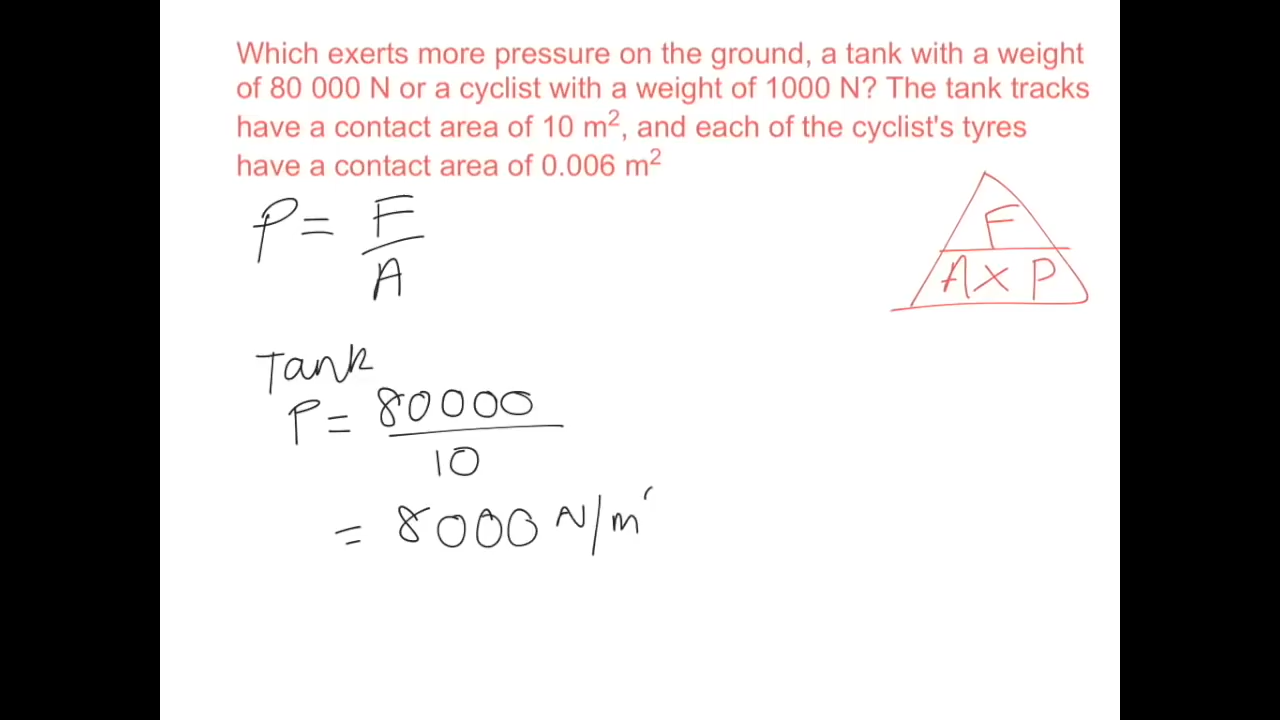 Which exerts more pressure on the ground, a tank with a weight
of 80 000 N or a cyclist with a weight of 1000 N? The tank tracks
have a contact area of 10 m², and each of the cyclist's tyres
have a contact area of 0.006 m²
P = F
A
F
A X P
Tank
P = 80000
10
= 8000 N/m